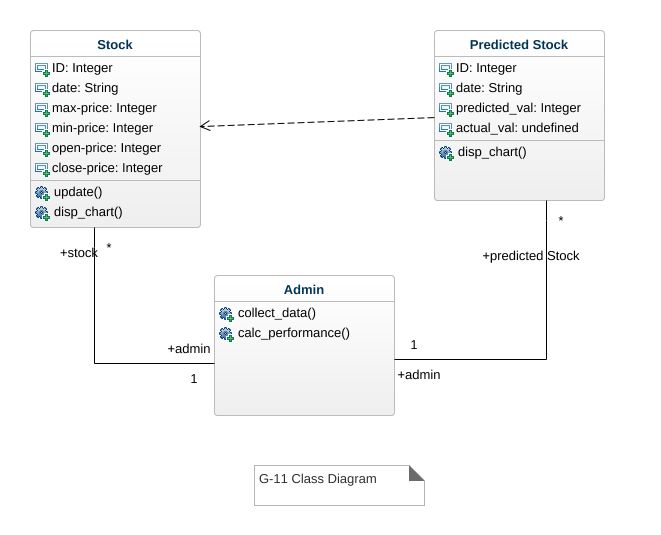 Stock
ID: Integer
date: String
max-price: Integer
min-price: Integer
open-price: Integer
close-price: Integer
update()
disp_chart()
Predicted Stock
ID: Integer
date: String
predicted_val: Integer
actual_val: undefined
disp_chart()
+stock
*
*
+predicted Stock
Admin
collect_data()
calc_performance()
+admin
1
1
+admin
G-11 Class Diagram